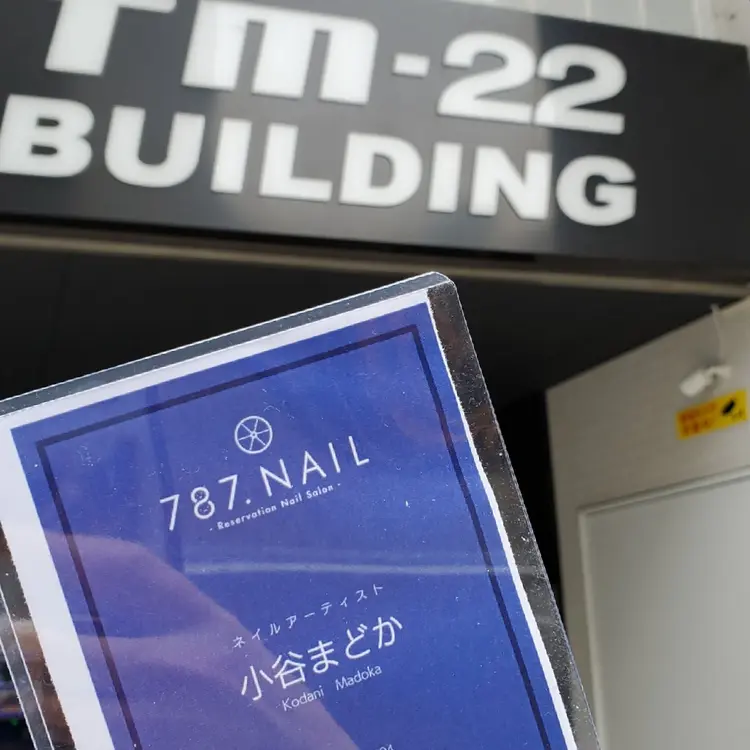 TM-22
BUILDING
787.NAIL
- Reservation Nail Salon -
ネイルアーティスト
小谷まどか
Kodani Madoka